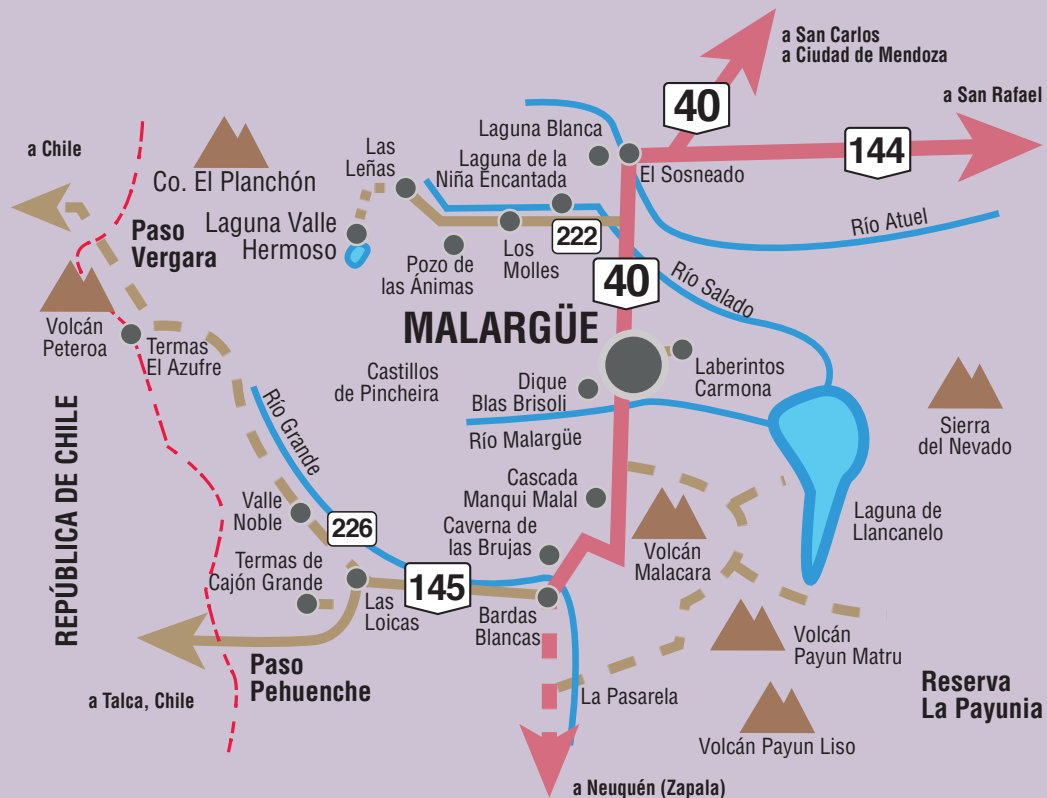 a San Carlos
a Ciudad de Mendoza
40
a San Rafael
144
Laguna Blanca
El Sosneado
a Chile
Co. El Planchón
Las
Leñas
Laguna de la
Niña Encantada
Laguna Valle
Hermoso
Paso
Vergara
222
Río Atuel
Pozo de
las Ánimas
Los
Molles
40
Río Salado
Volcán
Peteroa
Termas
El Azufre
MALARGÜE
Castillos
de Pincheira
Dique
Blas Brisoli
Laberintos
Carmona
Sierra
del Nevado
Río Grande
Río Malargüe
REPÚBLICA DE CHILE
Cascada
Manqui Malal
Valle
Noble
226
Caverna de
las Brujas
Volcán
Malacara
Laguna de
Llancanelo
Termas de
Cajón Grande
145
Las
Loicas
Bardas
Blancas
Volcán
Payun Matru
Paso
Pehuenche
a Talca, Chile
La Pasarela
Reserva
La Payunia
Volcán Payun Liso
a Neuquén (Zapala)